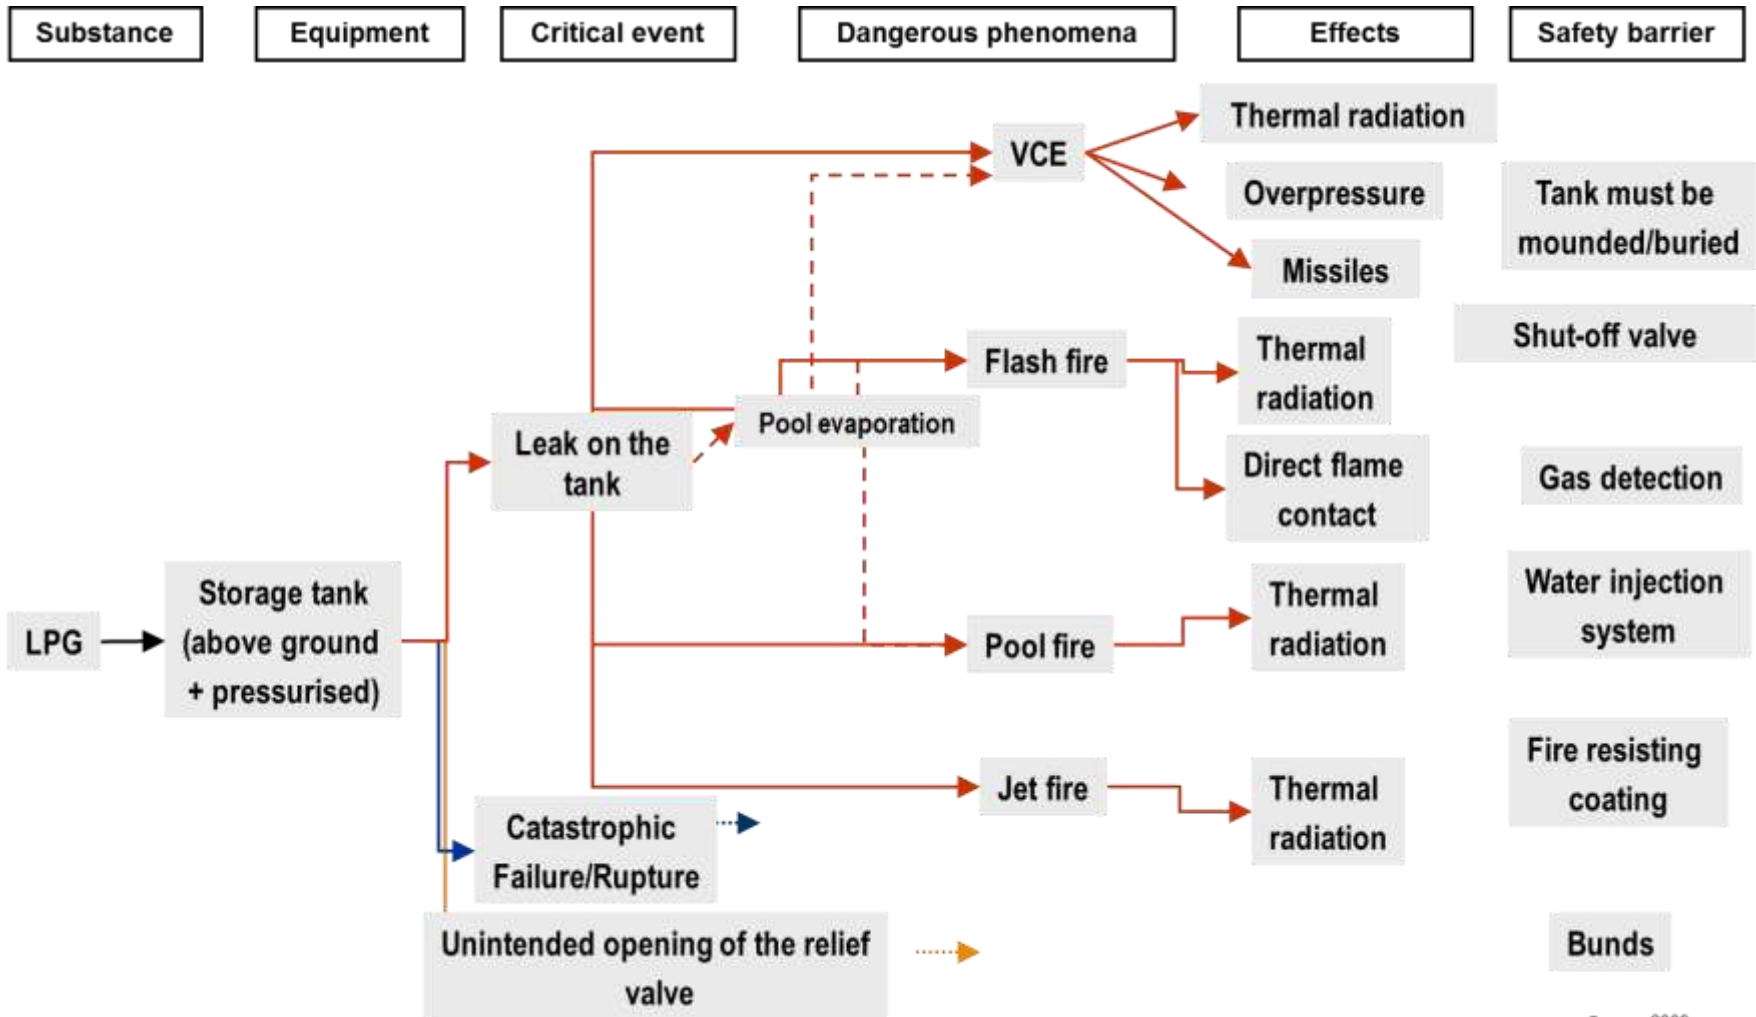 Substance
Equipment
Critical event
Dangerous phenomena
Effects
Safety barrier
LPG
Storage tank
(above ground
+ pressurised)
Leak on the
tank
Catastrophic
Failure/Rupture
Unintended opening of the relief
valve
Pool evaporation
VCE
Flash fire
Pool fire
Jet fire
Thermal radiation
Overpressure
Missiles
Thermal
radiation
Direct flame
contact
Thermal
radiation
Thermal
radiation
Tank must be
mounded/buried
Shut-off valve
Gas detection
Water injection
system
Fire resisting
coating
Bunds